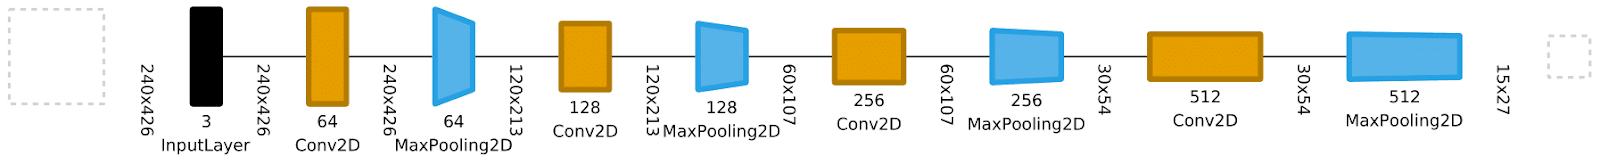 240x426
3
InputLayer
240x426
64
Conv2D
240x426
64
MaxPooling2D
120x213
128
Conv2D
120x213
128
MaxPooling2D
60x107
256
Conv2D
60x107
256
MaxPooling2D
30x54
512
Conv2D
30x54
512
MaxPooling2D
15x27